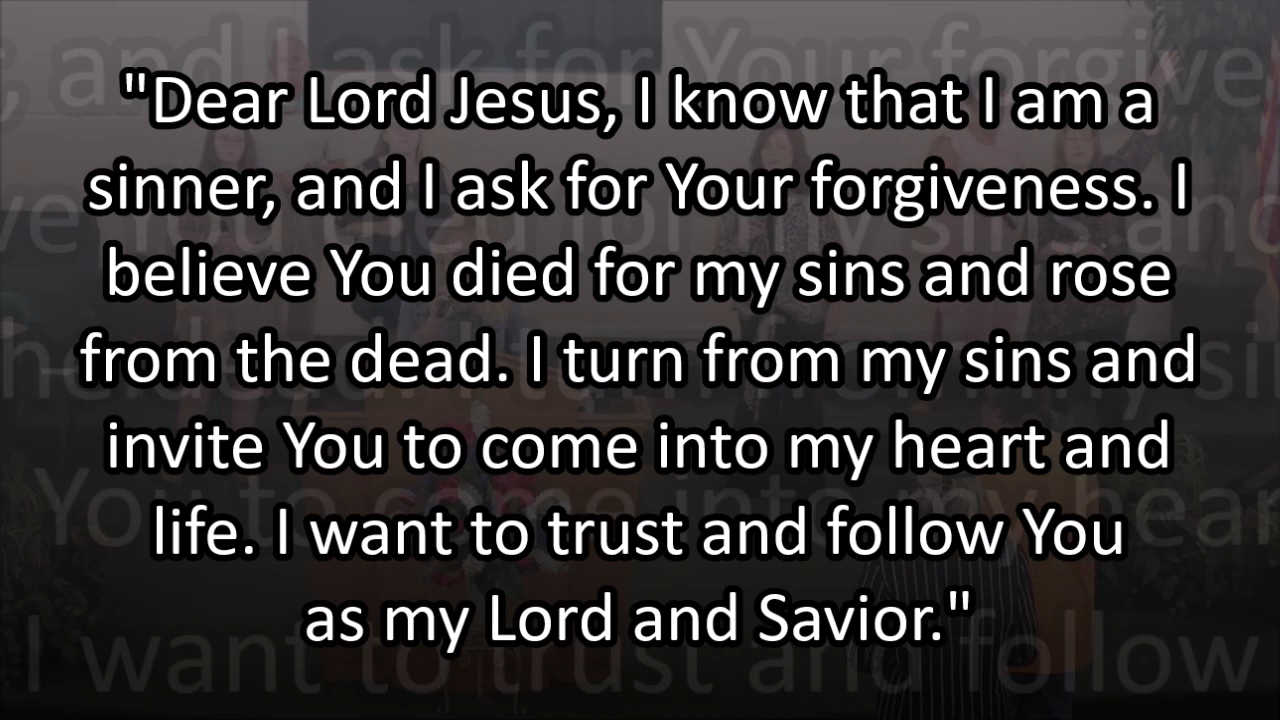 "Dear Lord Jesus, I know that I am a
sinner, and I ask for Your forgiveness. I
believe You died for my sins and rose
from the dead. I turn from my sins and
invite You to come into my heart and
life. I want to trust and follow You
as my Lord and Savior."